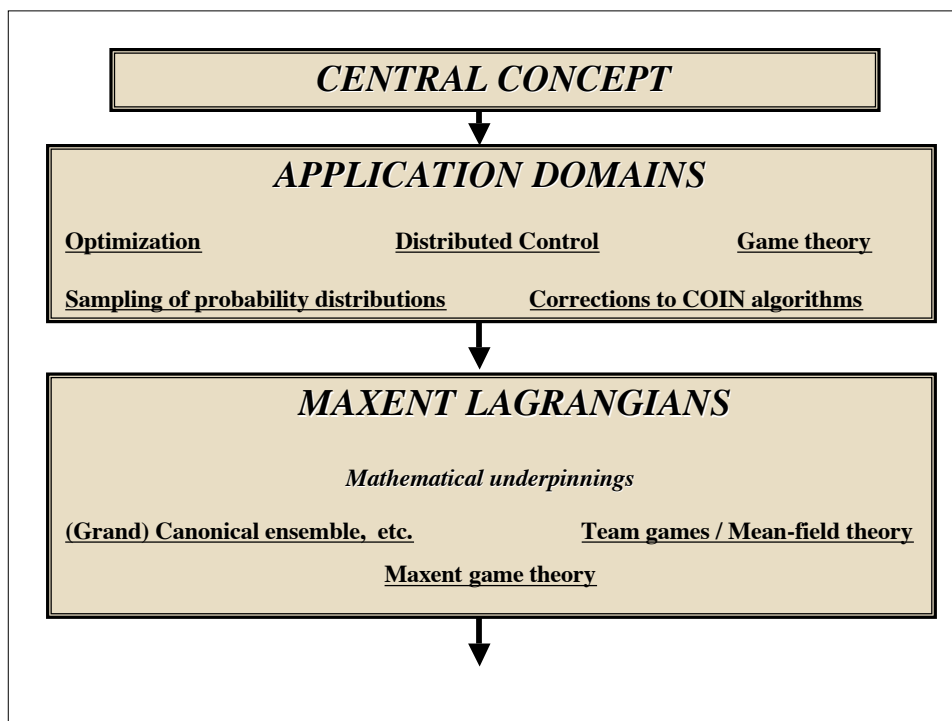 CENTRAL CONCEPT
APPLICATION DOMAINS
Optimization Distributed Control Game theory
Sampling of probability distributions Corrections to COIN algorithms
MAXENT LAGRANGIANS
Mathematical underpinnings
(Grand) Canonical ensemble, etc. Team games / Mean-field theory
Maxent game theory